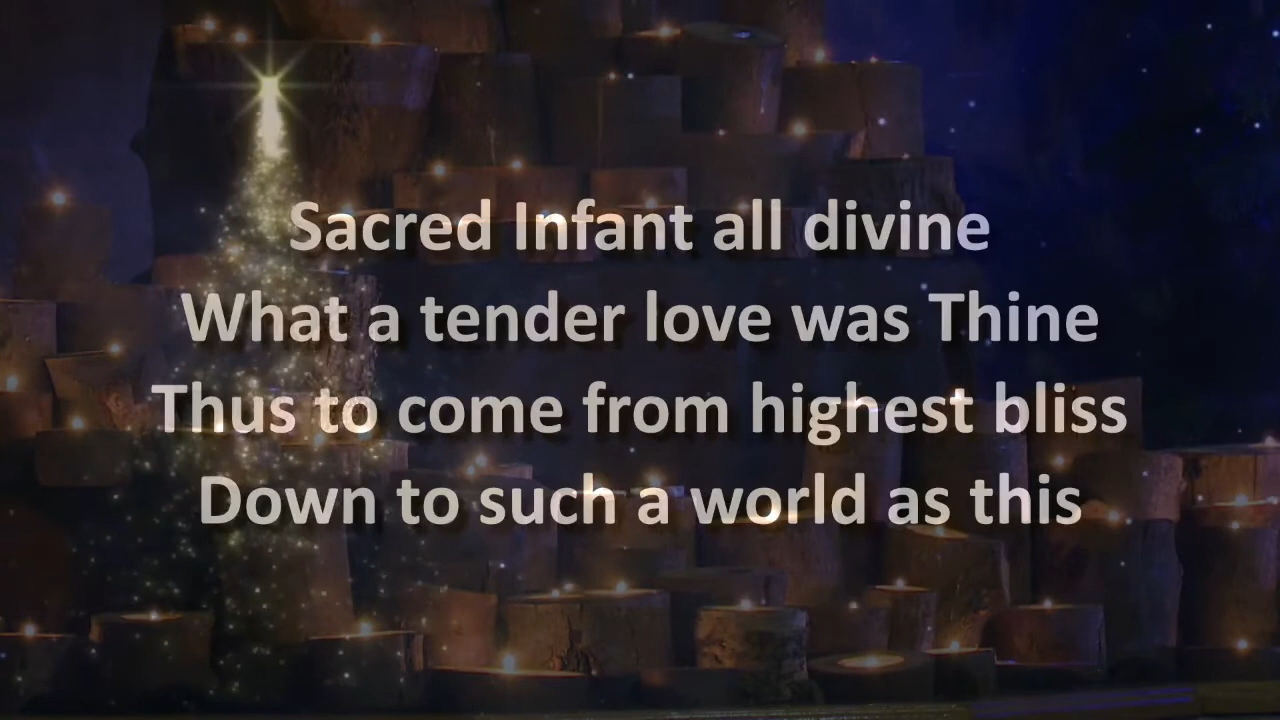 Sacred Infant all divine
What a tender love was Thine
Thus to come from highest bliss
Down to such a world as this